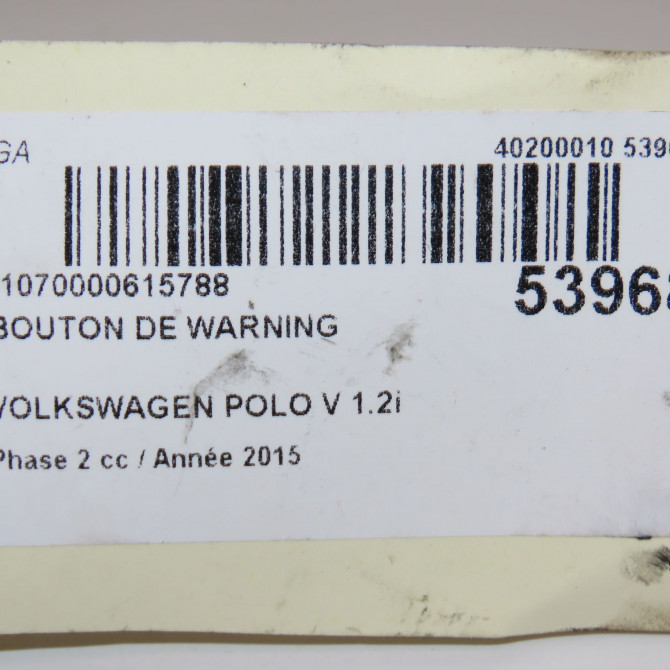 GA
40200010 539
1070000615788
5396
BOUTON DE WARNING
VOLKSWAGEN POLO V 1.2i
Phase 2 cc / Année 2015